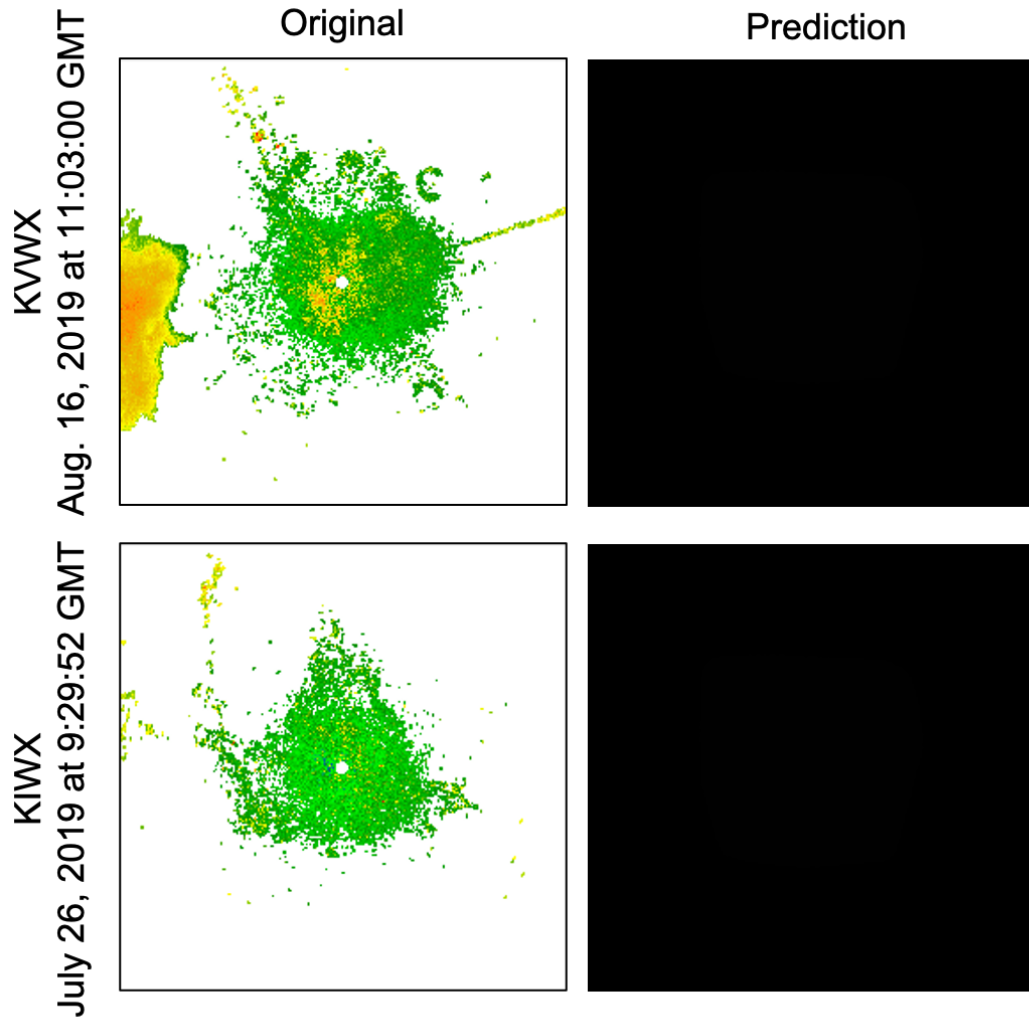 Original
Prediction
KVWX
Aug. 16, 2019 at 11:03:00 GMT
KIWX
July 26, 2019 at 9:29:52 GMT